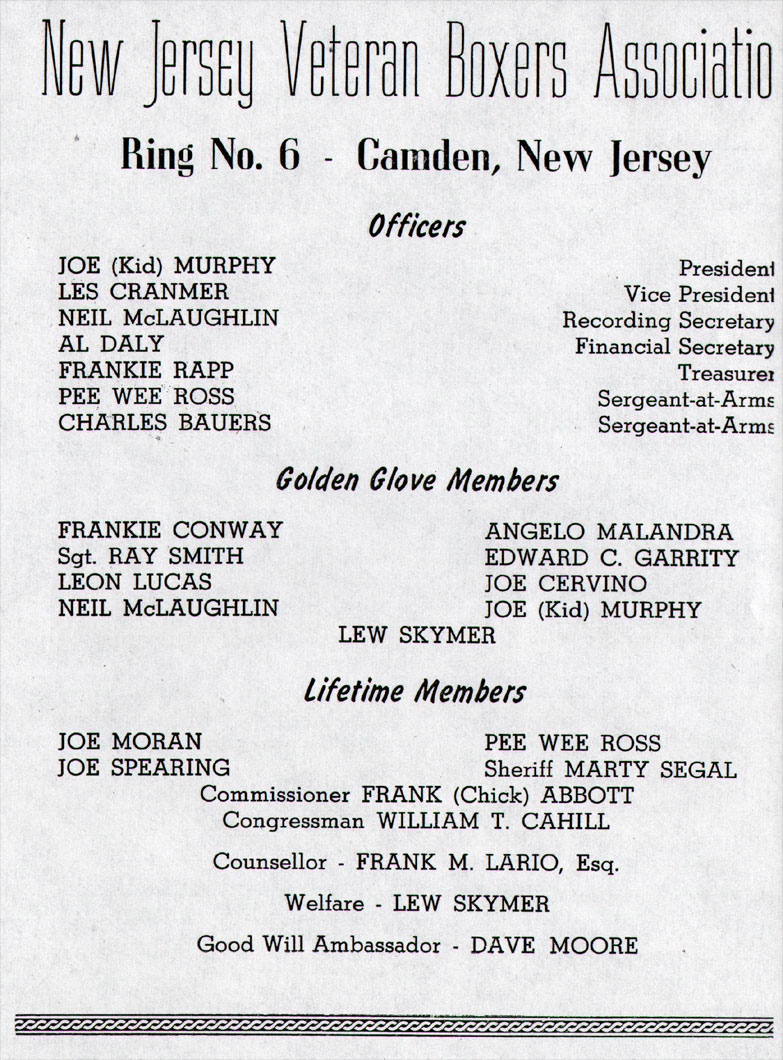 New Jersey Veteran Boxers Associatio
Ring No. 6 - Camden, New Jersey
Officers
JOE (Kid) MURPHY President
LES CRANMER Vice President
NEIL McLAUGHLIN Recording Secretary
AL DALY Financial Secretary
FRANKIE RAPP Treasurer
PEE WEE ROSS Sergeant-at-Arms
CHARLES BAUERS Sergeant-at-Arms
Golden Glove Members
FRANKIE CONWAY ANGELO MALANDRA
Sgt. RAY SMITH EDWARD C. GARRITY
LEON LUCAS JOE CERVINO
NEIL McLAUGHLIN JOE (Kid) MURPHY
LEW SKYMER
Lifetime Members
JOE MORAN PEE WEE ROSS
JOE SPEARING Sheriff MARTY SEGAL
Commissioner FRANK (Chick) ABBOTT
Congressman WILLIAM T. CAHILL
Counsellor - FRANK M. LARIO, Esq.
Welfare - LEW SKYMER
Good Will Ambassador - DAVE MOORE